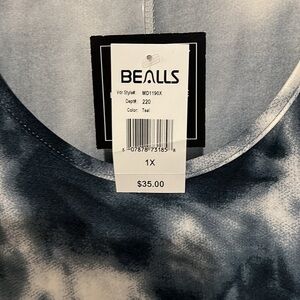 BEALLS
Vdr Style#: MD1190X
Dept#: 220
Color: Teal
1X
$35.00